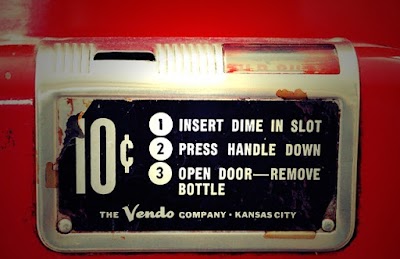 10¢
1 INSERT DIME IN SLOT
2 PRESS HANDLE DOWN
3 OPEN DOOR—REMOVE
BOTTLE
THE Vendo COMPANY · KANSAS CITY